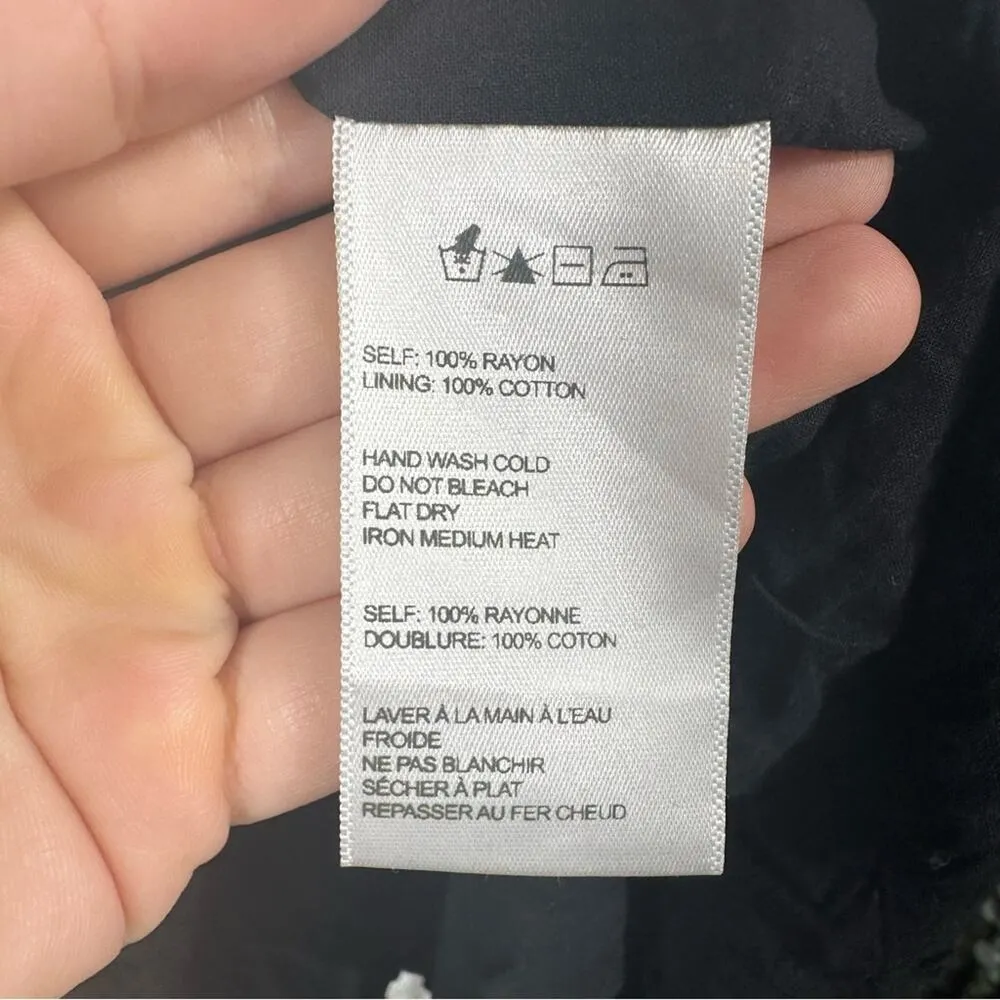 SELF: 100% RAYON
LINING: 100% COTTON
HAND WASH COLD
DO NOT BLEACH
FLAT DRY
IRON MEDIUM HEAT
SELF: 100% RAYONNE
DOUBLURE: 100% COTON
LAVER À LA MAIN À L'EAU
FROIDE
NE PAS BLANCHIR
SÉCHER À PLAT
REPASSER AU FER CHEUD